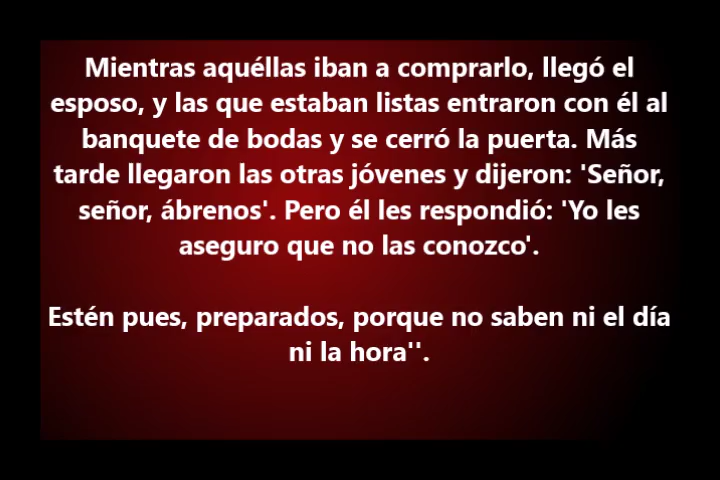 Mientras aquéllas iban a comprarlo, llegó el
esposo, y las que estaban listas entraron con él al
banquete de bodas y se cerró la puerta. Más
tarde llegaron las otras jóvenes y dijeron: 'Señor,
señor, ábrenos'. Pero él les respondió: 'Yo les
aseguro que no las conozco'.
Estén pues, preparados, porque no saben ni el día
ni la hora''.